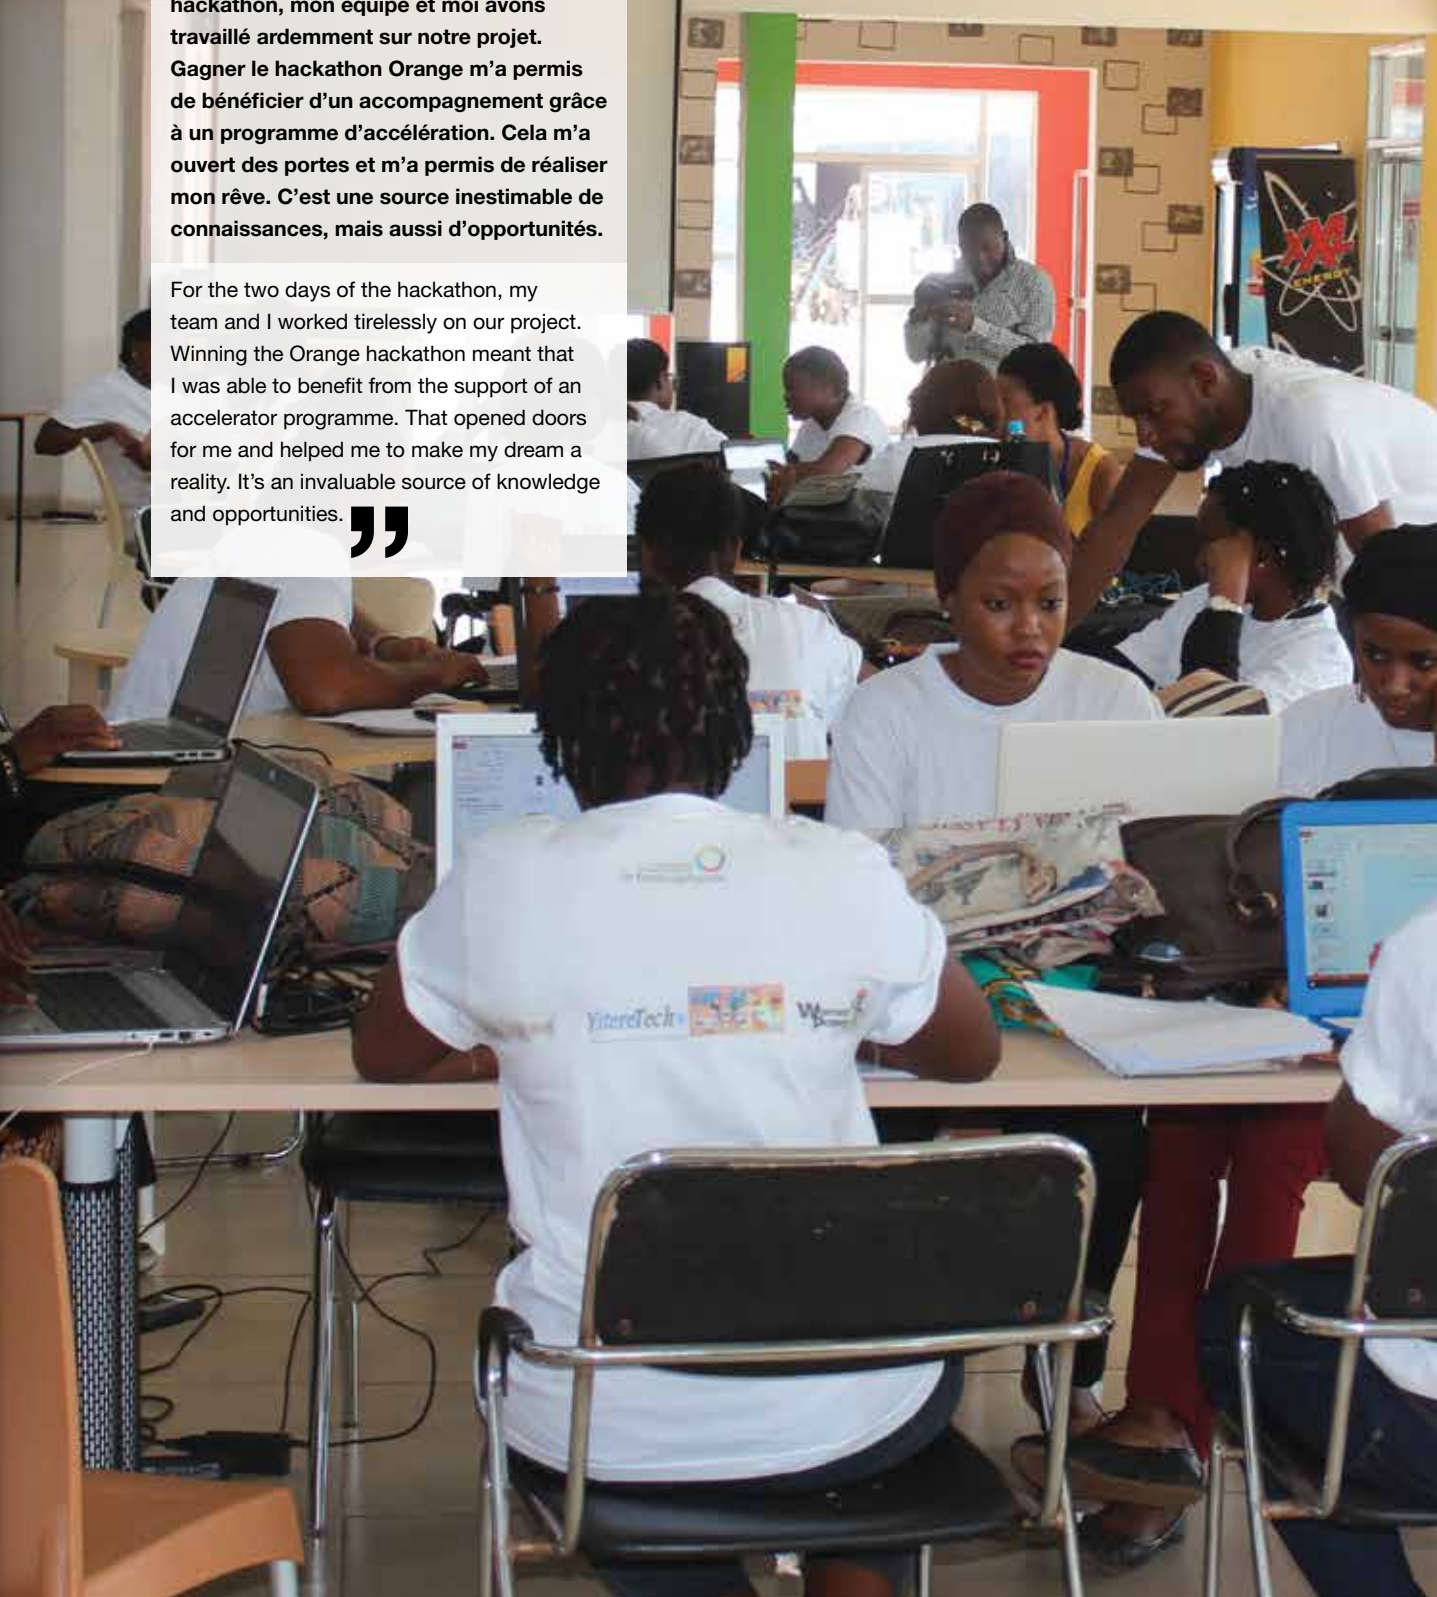 hackathon, mon équipe et moi avons
travaillé ardemment sur notre projet.
Gagner le hackathon Orange m’a permis
de bénéficier d’un accompagnement grâce
à un programme d’accélération. Cela m’a
ouvert des portes et m’a permis de réaliser
mon rêve. C’est une source inestimable de
connaissances, mais aussi d’opportunités.
For the two days of the hackathon, my
team and I worked tirelessly on our project.
Winning the Orange hackathon meant that
I was able to benefit from the support of an
accelerator programme. That opened doors
for me and helped me to make my dream a
reality. It’s an invaluable source of knowledge
and opportunities. ”
XXL
ENERGY
YitereTech